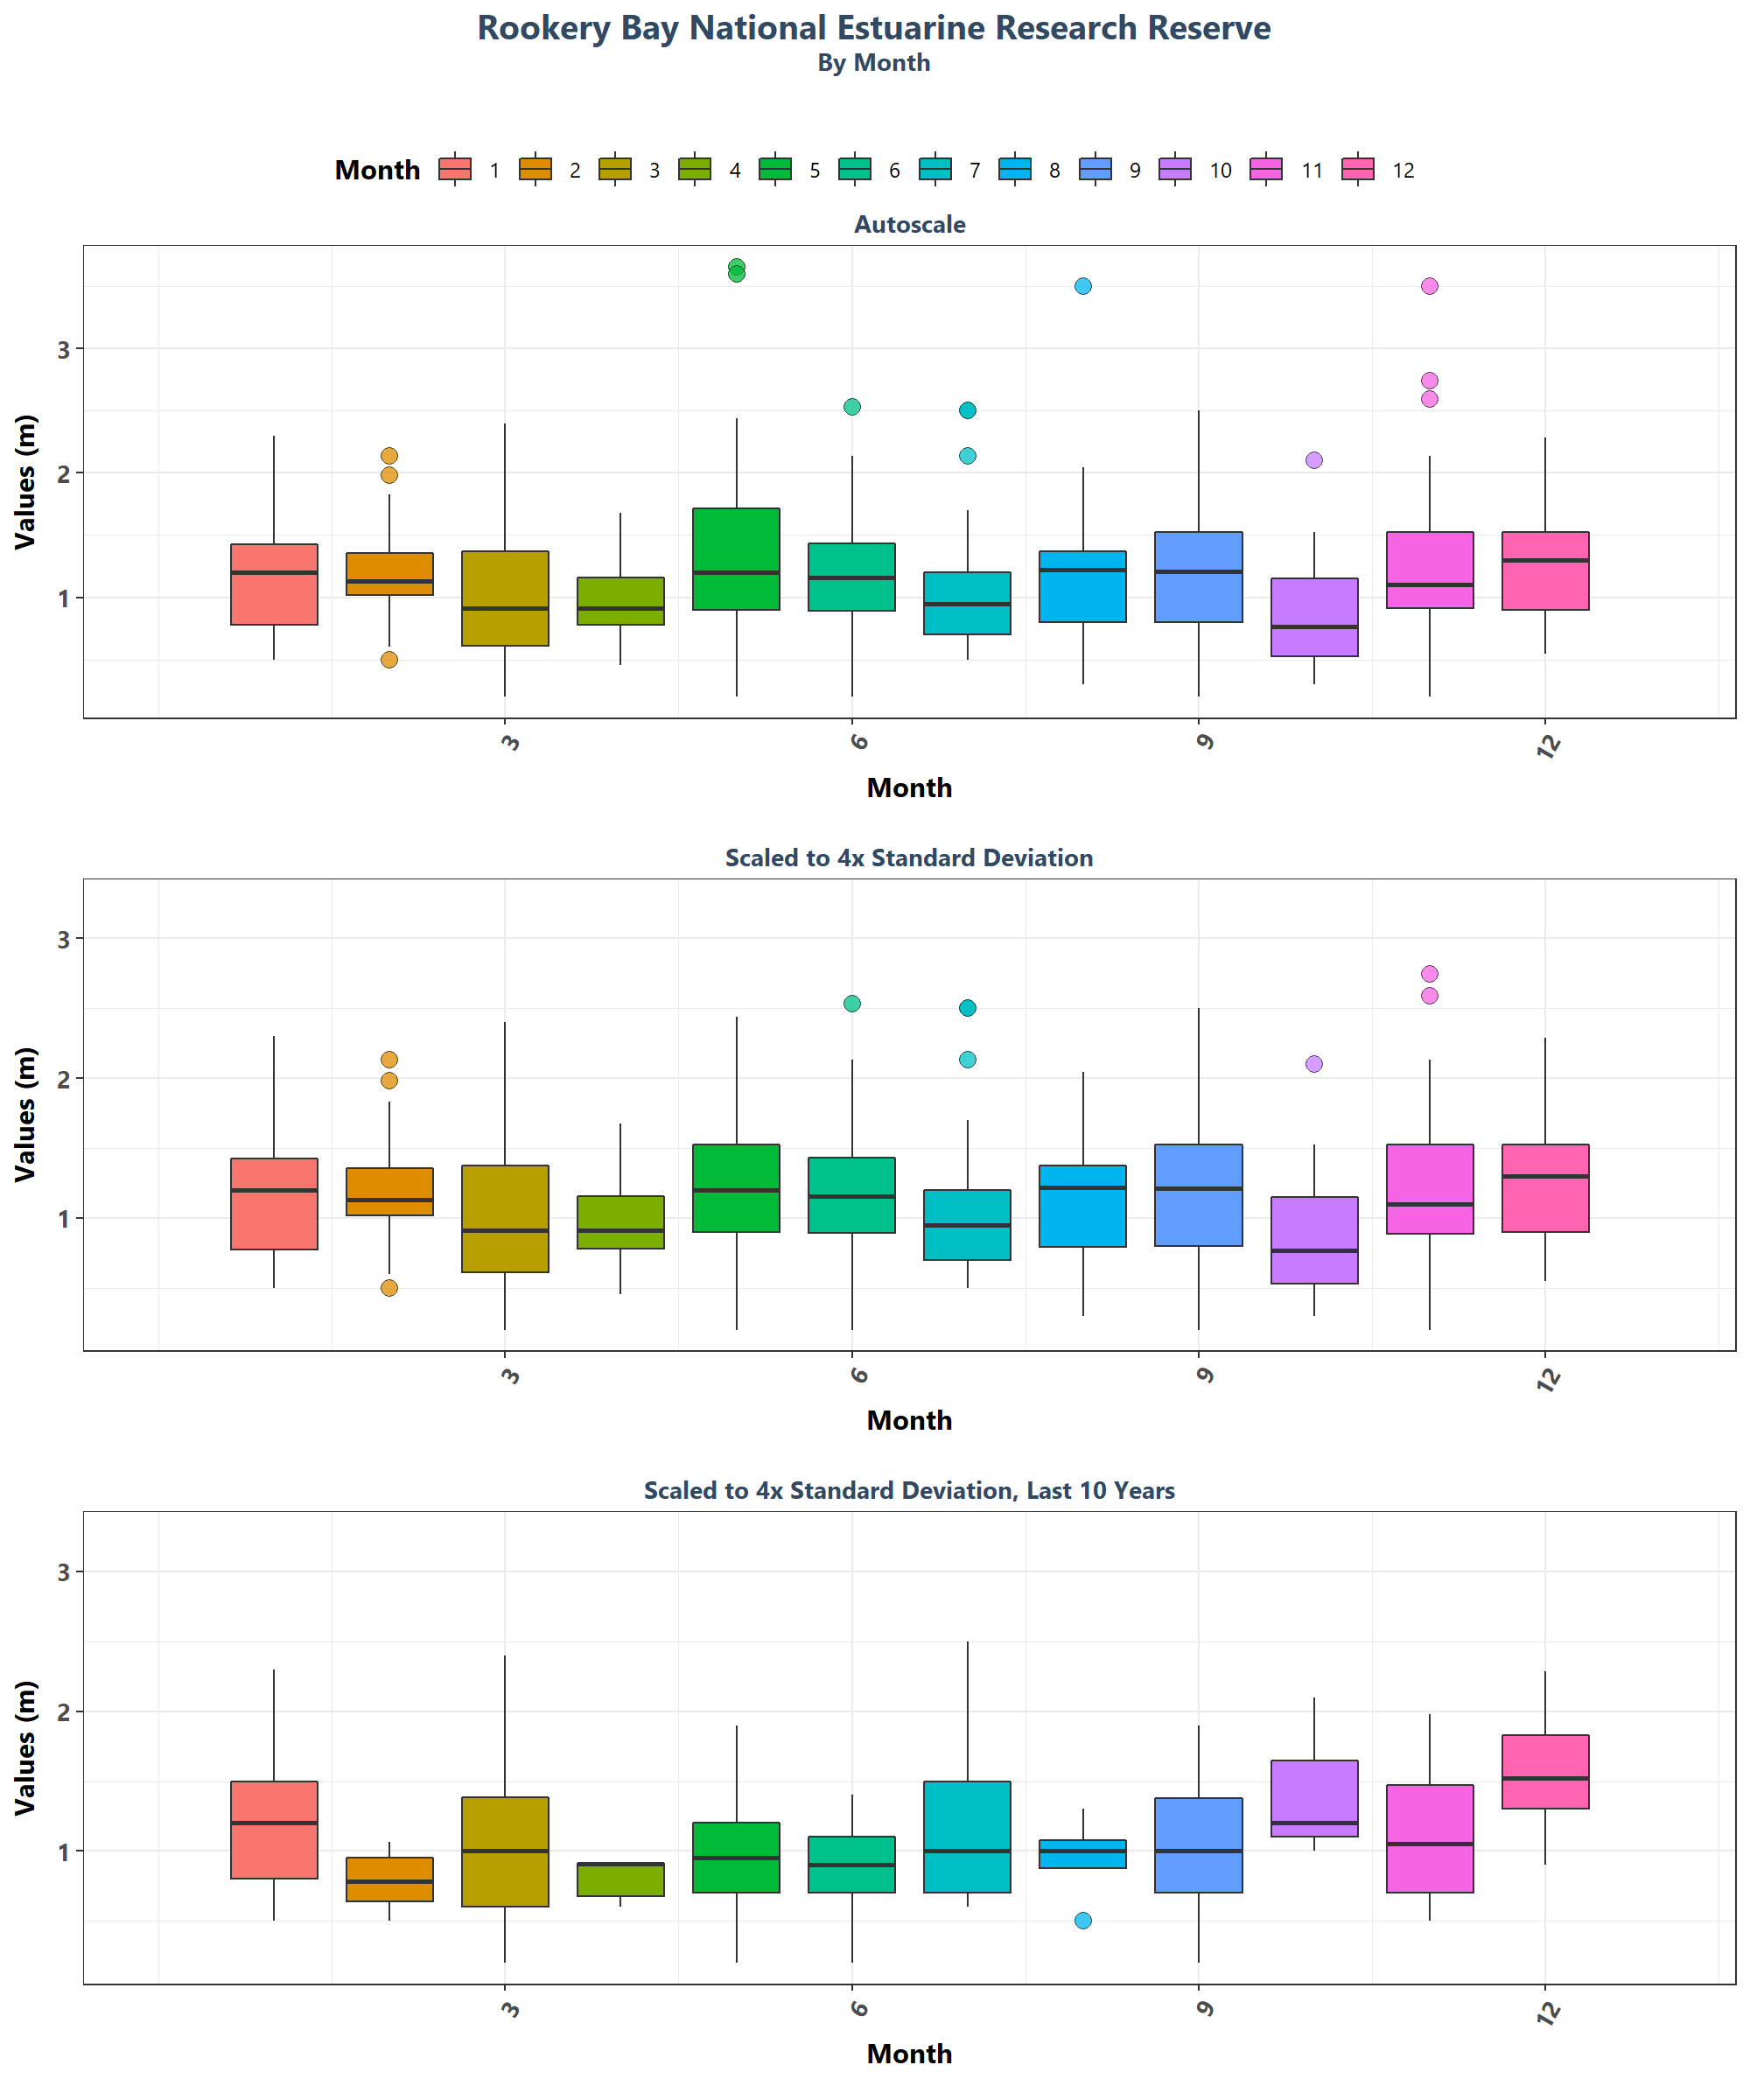 Rookery Bay National Estuarine Research Reserve
By Month
Month 1 2 3 4 5 6 7 8 9 10 11 12
Autoscale
Values (m)
3
2
1
3 6 9 12
Month
Scaled to 4x Standard Deviation
Values (m)
3
2
1
3 6 9 12
Month
Scaled to 4x Standard Deviation, Last 10 Years
Values (m)
3
2
1
3 6 9 12
Month